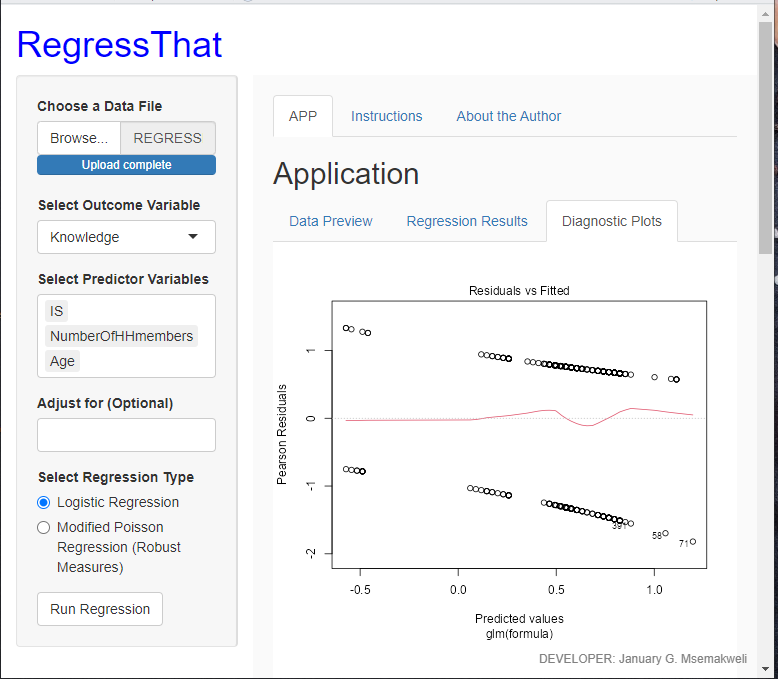 RegressThat
Choose a Data File
Browse... REGRESS
Upload complete
Select Outcome Variable
Knowledge
Select Predictor Variables
IS
NumberOfHHmembers
Age
Adjust for (Optional)
Select Regression Type
Logistic Regression
Modified Poisson
Regression (Robust
Measures)
Run Regression
APP Instructions About the Author
Application
Data Preview Regression Results Diagnostic Plots
Residuals vs Fitted
Pearson Residuals
1
0
-1
-2
58
71
-0.5 0.0 0.5 1.0
Predicted values
glm(formula)
DEVELOPER: January G. Msemakweli